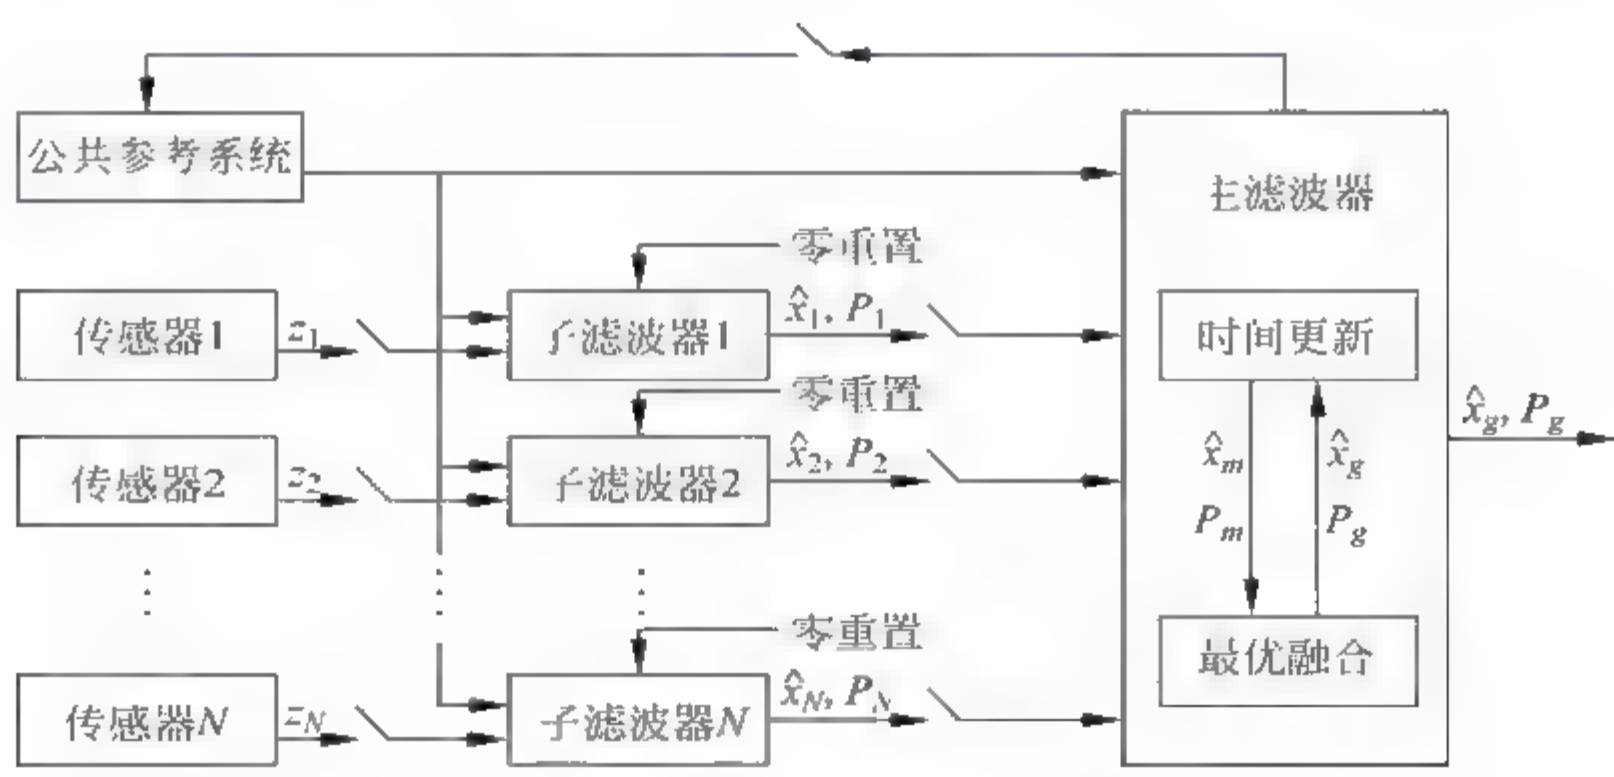 公共参考系统
主滤波器
零重置
传感器1
z1
子滤波器1
x̂1, P1
时间更新
零重置
传感器2
z2
子滤波器2
x̂2, P2
x̂m
x̂g
Pm
Pg
x̂g, Pg
零重置
最优融合
传感器N
zN
子滤波器N
x̂N, PN